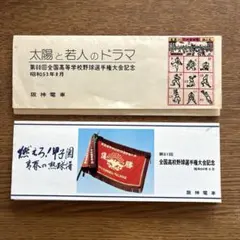 太陽と若人のドラマ
第60回全国高等学校野球選手権大会記念
昭和53年8月
阪神電車
燃えろ!甲子園
青春の熱球譜
全国高校野球選手権大会記念
阪神電車